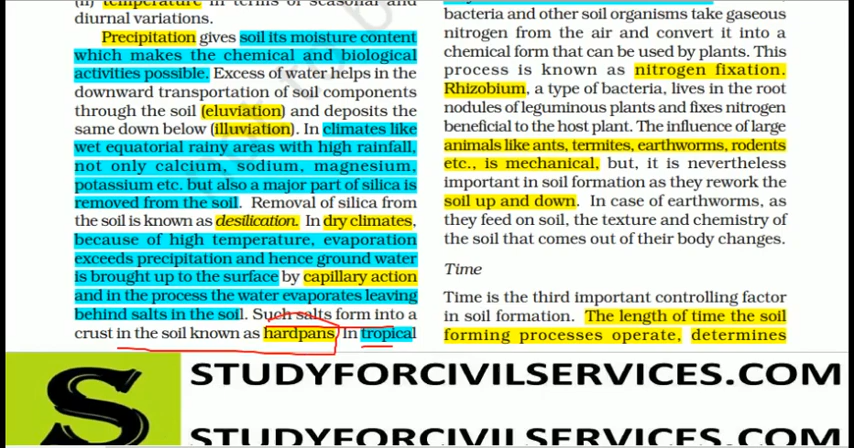 (ii) temperature in terms of seasonal and
diurnal variations.
Precipitation gives soil its moisture content
which makes the chemical and biological
activities possible. Excess of water helps in the
downward transportation of soil components
through the soil (eluviation) and deposits the
same down below (illuviation). In climates like
wet equatorial rainy areas with high rainfall,
not only calcium, sodium, magnesium,
potassium etc. but also a major part of silica is
removed from the soil. Removal of silica from
the soil is known as desilication. In dry climates,
because of high temperature, evaporation
exceeds precipitation and hence ground water
is brought up to the surface by capillary action
and in the process the water evaporates leaving
behind salts in the soil. Such salts form into a
crust in the soil known as hardpans. In tropical
bacteria and other soil organisms take gaseous
nitrogen from the air and convert it into a
chemical form that can be used by plants. This
process is known as nitrogen fixation.
Rhizobium, a type of bacteria, lives in the root
nodules of leguminous plants and fixes nitrogen
beneficial to the host plant. The influence of large
animals like ants, termites, earthworms, rodents
etc., is mechanical, but, it is nevertheless
important in soil formation as they rework the
soil up and down. In case of earthworms, as
they feed on soil, the texture and chemistry of
the soil that comes out of their body changes.
Time
Time is the third important controlling factor
in soil formation. The length of time the soil
forming processes operate, determines
S
STUDYFORCIVILSERVICES.COM
STUDYFORCIVILSERVICES.COM